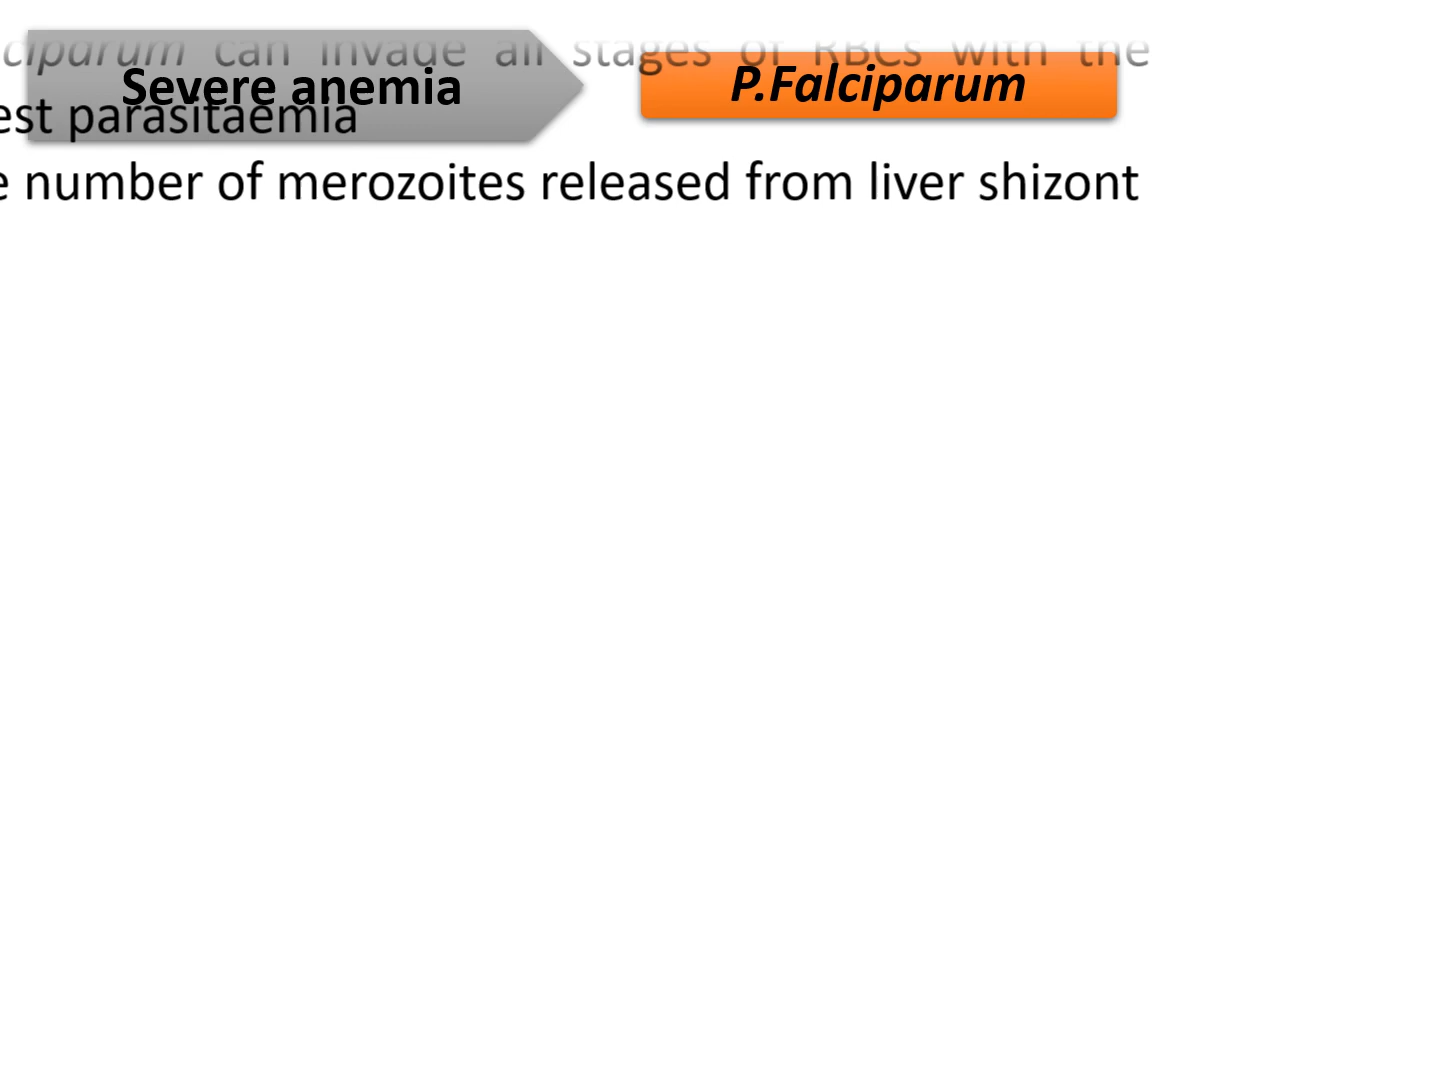 ciparum can invade all stages of RBCs with the
Severe anemia
P.Falciparum
est parasitaemia
e number of merozoites released from liver shizont